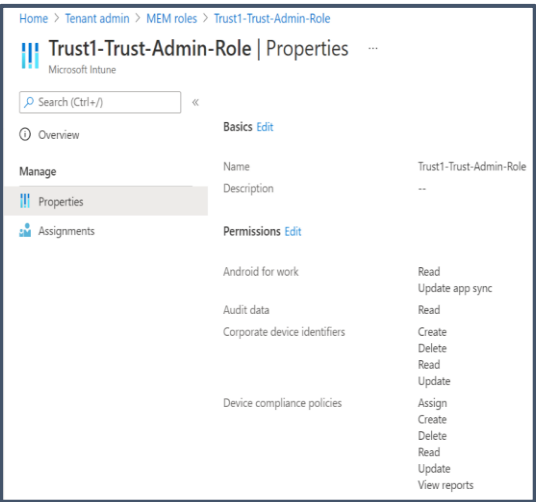 Home > Tenant admin > MEM roles > Trust1-Trust-Admin-Role
Trust1-Trust-Admin-Role | Properties ...
Microsoft Intune
Search (Ctrl+/) «
Overview
Manage
Properties
Assignments
Basics Edit
Name Trust1-Trust-Admin-Role
Description --
Permissions Edit
Android for work Read
Update app sync
Audit data Read
Corporate device identifiers Create
Delete
Read
Update
Device compliance policies Assign
Create
Delete
Read
Update
View reports